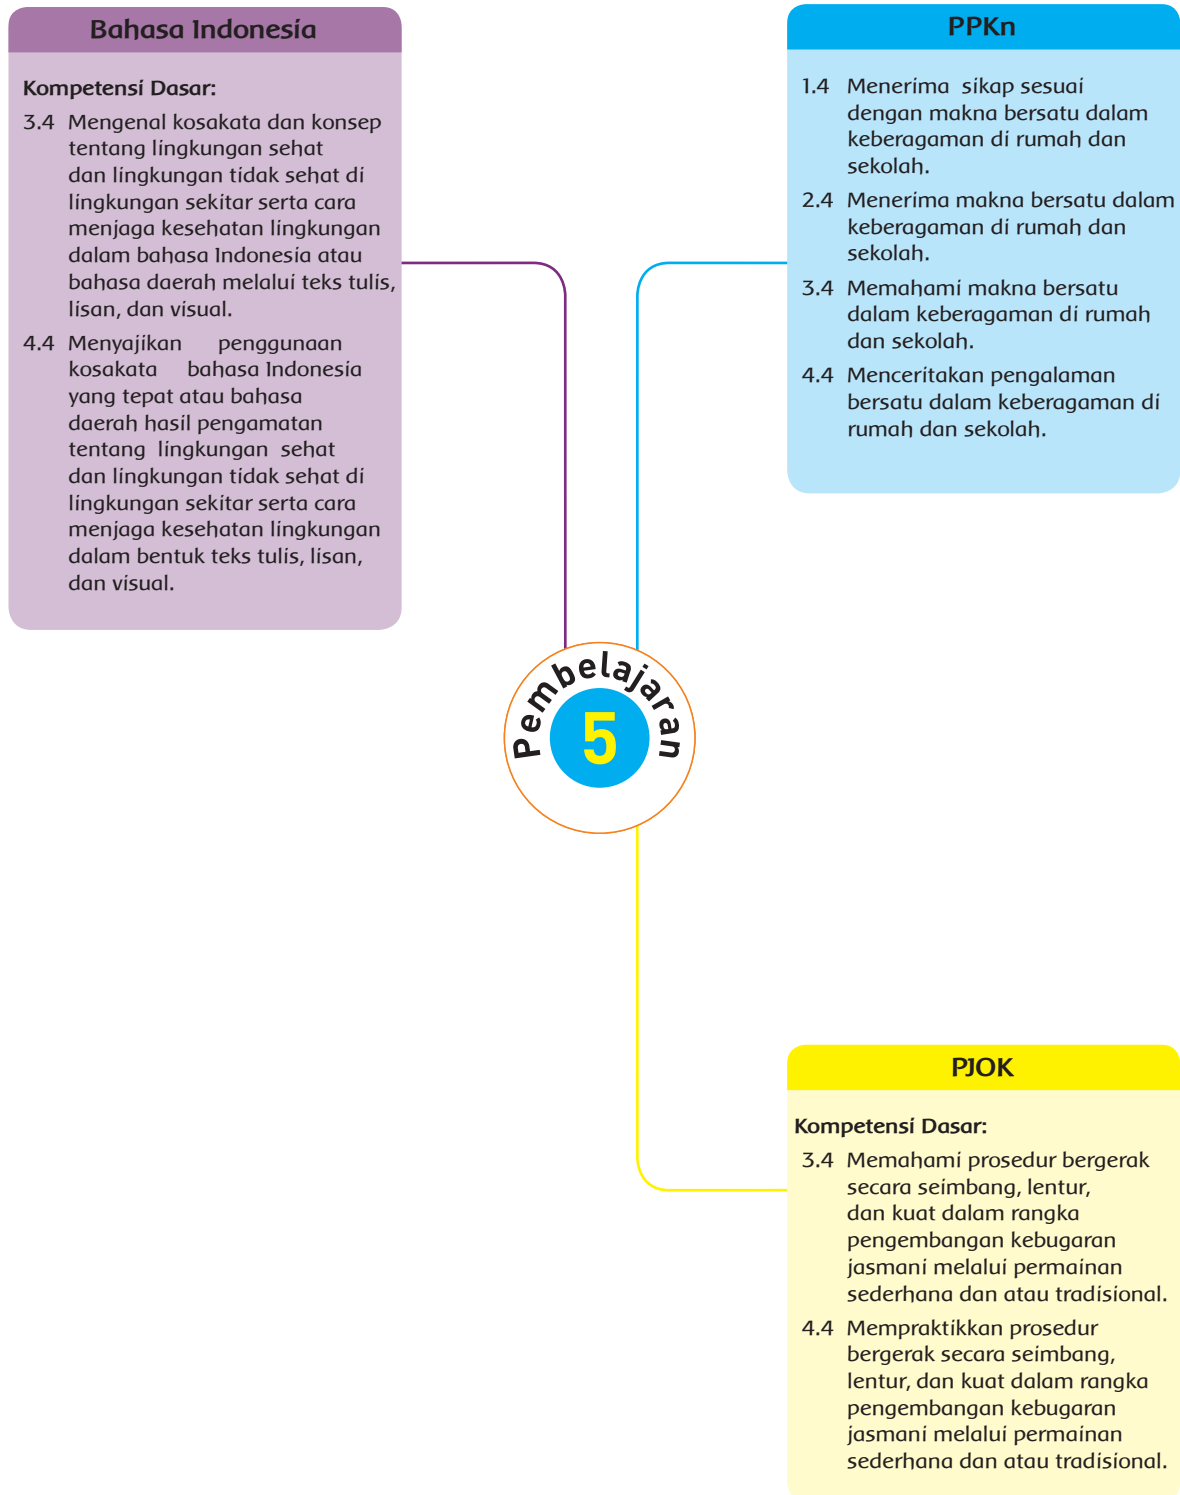 Bahasa Indonesia
Kompetensi Dasar:
3.4 Mengenal kosakata dan konsep
tentang lingkungan sehat
dan lingkungan tidak sehat di
lingkungan sekitar serta cara
menjaga kesehatan lingkungan
dalam bahasa Indonesia atau
bahasa daerah melalui teks tulis,
lisan, dan visual.
4.4 Menyajikan penggunaan
kosakata bahasa Indonesia
yang tepat atau bahasa
daerah hasil pengamatan
tentang lingkungan sehat
dan lingkungan tidak sehat di
lingkungan sekitar serta cara
menjaga kesehatan lingkungan
dalam bentuk teks tulis, lisan,
dan visual.
PPKn
1.4 Menerima sikap sesuai
dengan makna bersatu dalam
keberagaman di rumah dan
sekolah.
2.4 Menerima makna bersatu dalam
keberagaman di rumah dan
sekolah.
3.4 Memahami makna bersatu
dalam keberagaman di rumah
dan sekolah.
4.4 Menceritakan pengalaman
bersatu dalam keberagaman di
rumah dan sekolah.
Pembelajaran
5
PJOK
Kompetensi Dasar:
3.4 Memahami prosedur bergerak
secara seimbang, lentur,
dan kuat dalam rangka
pengembangan kebugaran
jasmani melalui permainan
sederhana dan atau tradisional.
4.4 Mempraktikkan prosedur
bergerak secara seimbang,
lentur, dan kuat dalam rangka
pengembangan kebugaran
jasmani melalui permainan
sederhana dan atau tradisional.